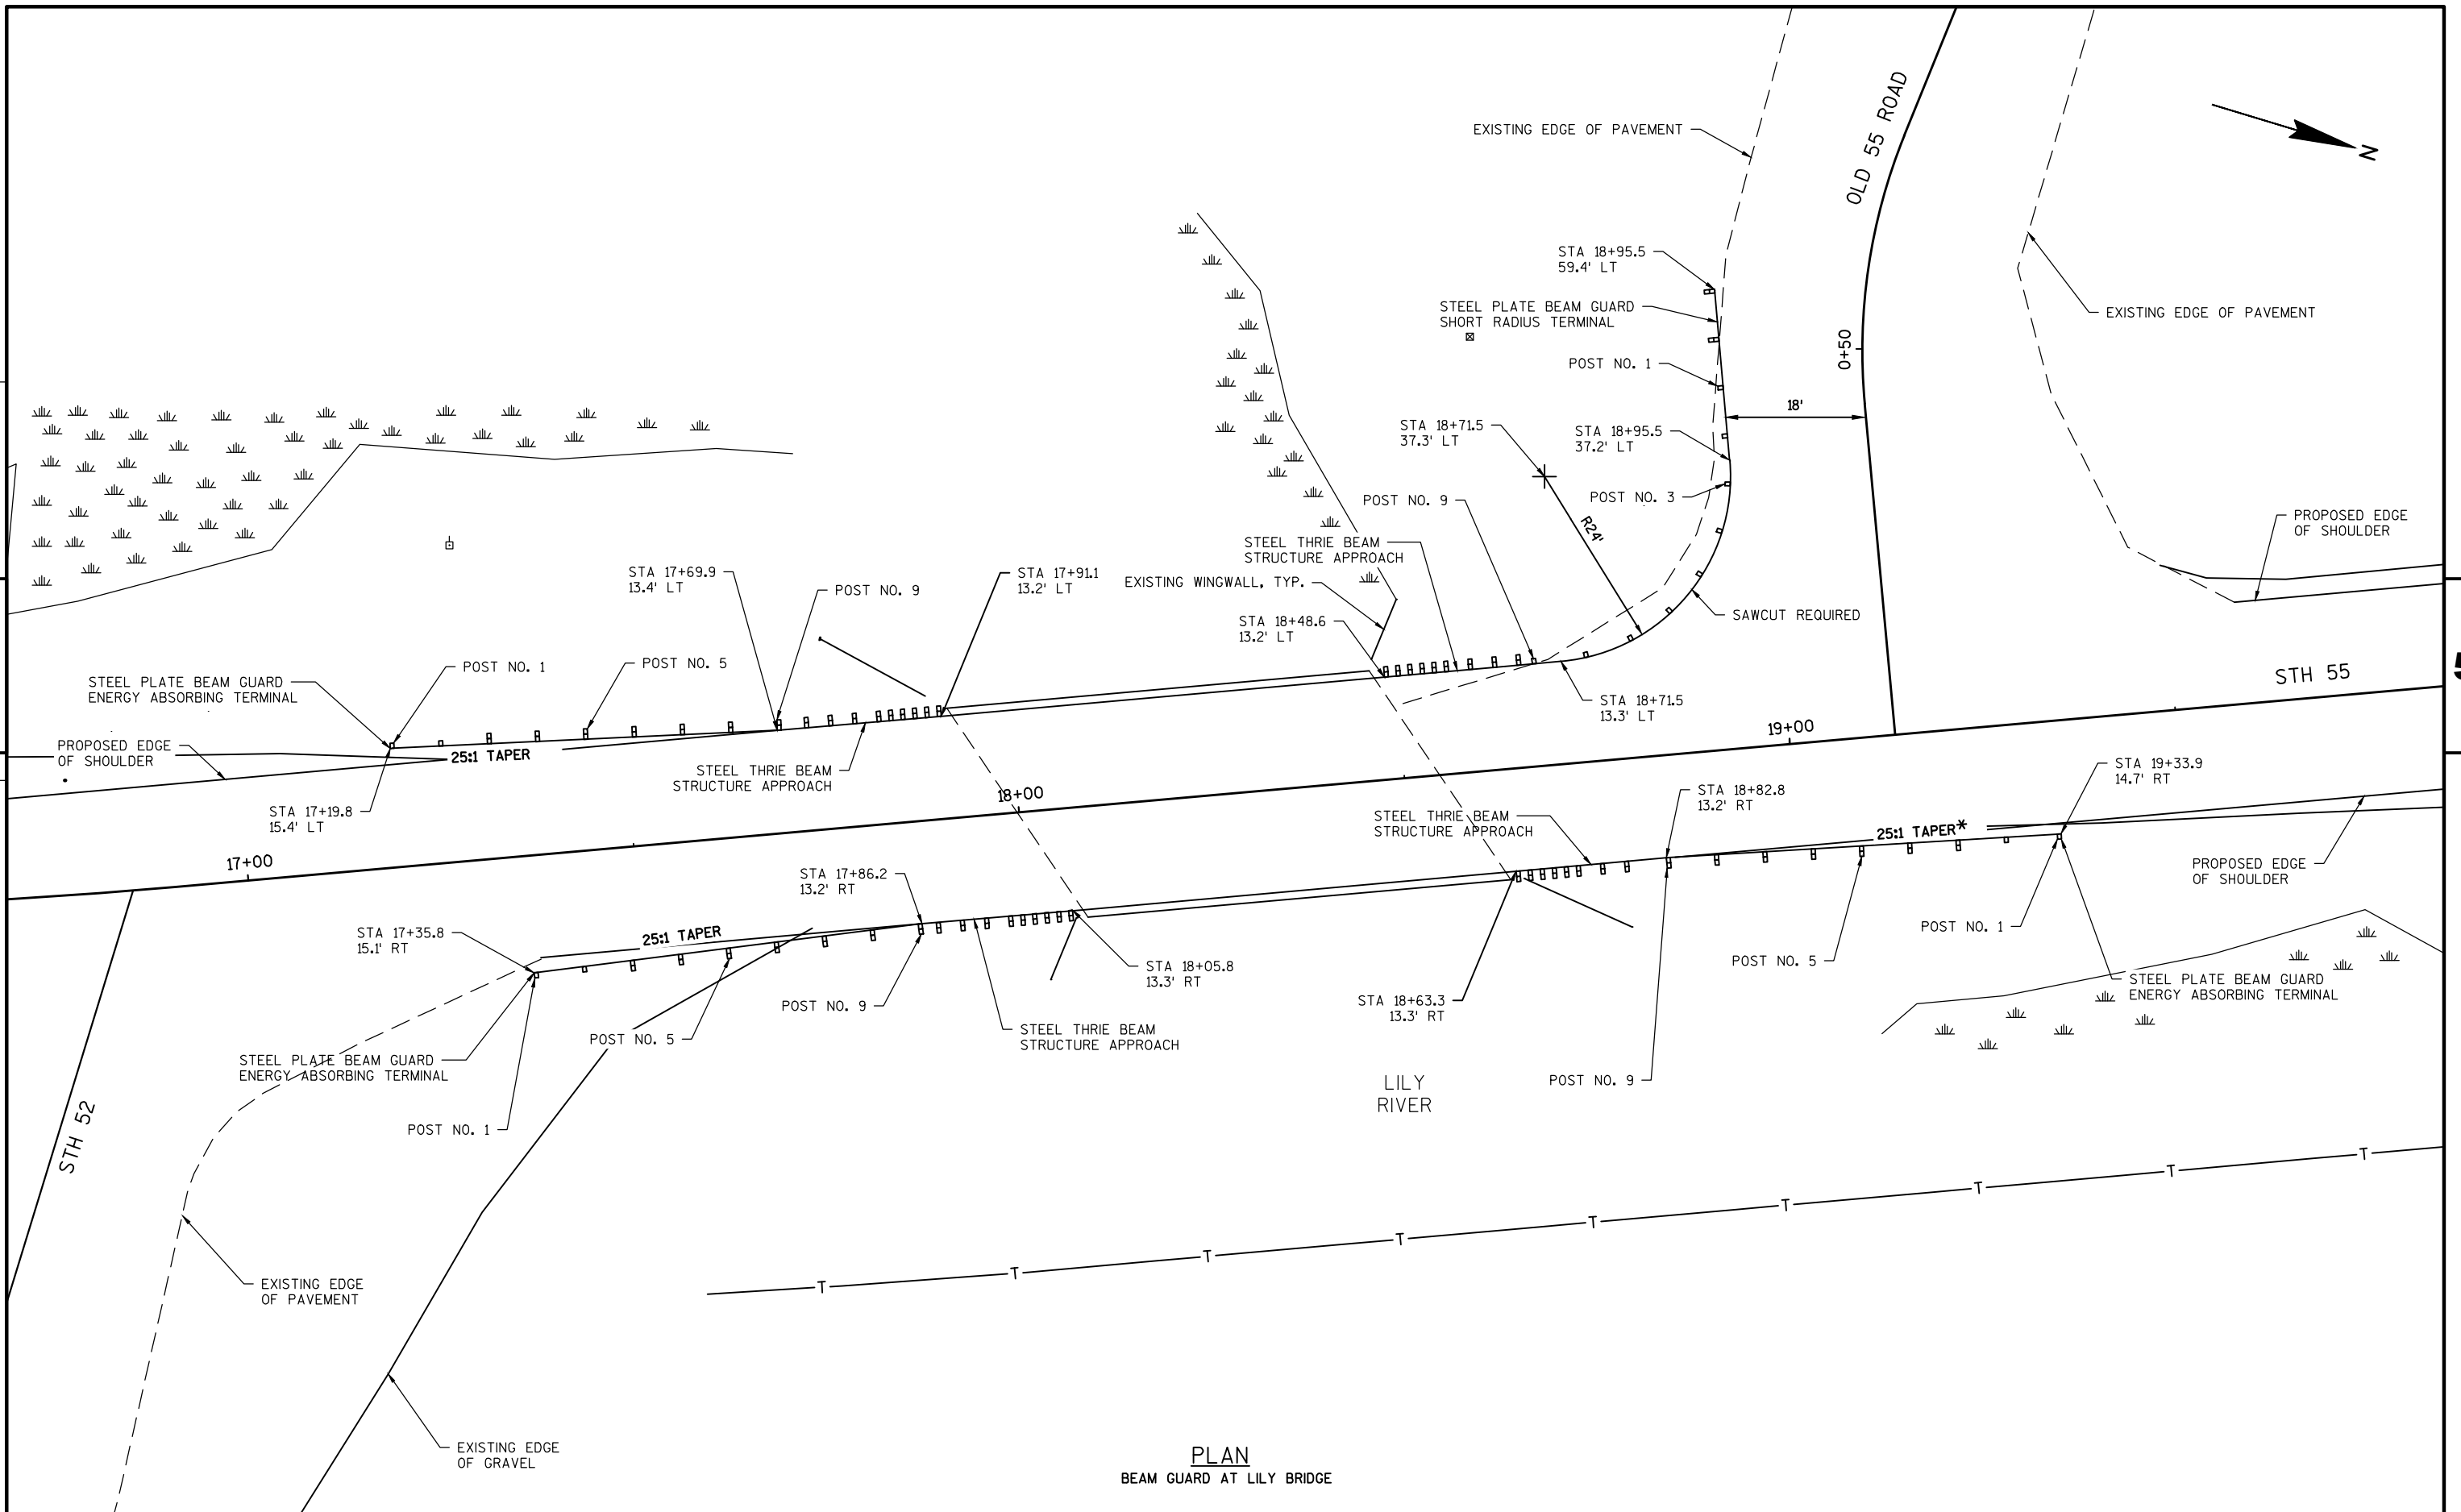 EXISTING EDGE OF PAVEMENT
OLD 55 ROAD
N
STA 18+95.5
59.4' LT
STEEL PLATE BEAM GUARD
SHORT RADIUS TERMINAL
EXISTING EDGE OF PAVEMENT
0+50
POST NO. 1
18'
STA 18+71.5
37.3' LT
STA 18+95.5
37.2' LT
POST NO. 9
POST NO. 3
R24'
PROPOSED EDGE
OF SHOULDER
STEEL THRIE BEAM
STRUCTURE APPROACH
EXISTING WINGWALL, TYP.
STA 17+69.9
13.4' LT
POST NO. 9
STA 17+91.1
13.2' LT
STA 18+48.6
13.2' LT
SAWCUT REQUIRED
STEEL PLATE BEAM GUARD
ENERGY ABSORBING TERMINAL
POST NO. 1
POST NO. 5
STH 55
5
STA 18+71.5
13.3' LT
PROPOSED EDGE
OF SHOULDER
25:1 TAPER
STEEL THRIE BEAM
STRUCTURE APPROACH
19+00
STA 17+19.8
15.4' LT
18+00
STA 19+33.9
14.7' RT
STA 18+82.8
13.2' RT
STEEL THRIE BEAM
STRUCTURE APPROACH
25:1 TAPER*
17+00
STA 17+86.2
13.2' RT
PROPOSED EDGE
OF SHOULDER
STA 17+35.8
15.1' RT
25:1 TAPER
POST NO. 1
POST NO. 5
STA 18+05.8
13.3' RT
STEEL PLATE BEAM GUARD
ENERGY ABSORBING TERMINAL
POST NO. 9
STA 18+63.3
13.3' RT
POST NO. 5
STEEL THRIE BEAM
STRUCTURE APPROACH
STEEL PLATE BEAM GUARD
ENERGY ABSORBING TERMINAL
POST NO. 9
LILY
RIVER
POST NO. 1
STH 52
T
T
T
T
T
T
T
T
T
EXISTING EDGE
OF PAVEMENT
EXISTING EDGE
OF GRAVEL
PLAN
BEAM GUARD AT LILY BRIDGE